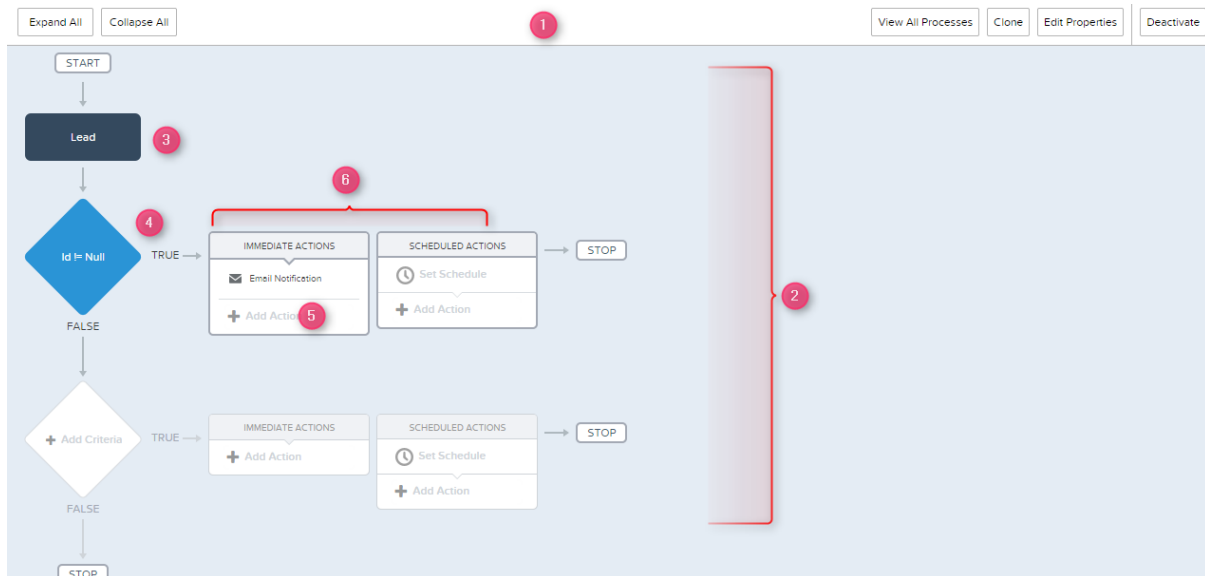 Expand All Collapse All 1 View All Processes Clone Edit Properties Deactivate
START
Lead 3
6
4
Id != Null TRUE IMMEDIATE ACTIONS SCHEDULED ACTIONS STOP
Email Notification Set Schedule
Add Action 5 Add Action
2
FALSE
Add Criteria TRUE IMMEDIATE ACTIONS SCHEDULED ACTIONS STOP
Add Action Set Schedule
Add Action
FALSE
STOP